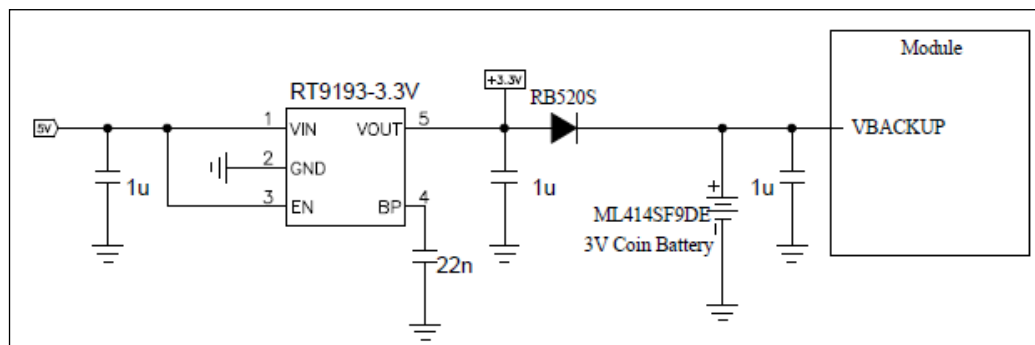 Module
RT9193-3.3V
+3.3V
RB520S
5V
1
VIN
VOUT
5
VBACKUP
2
GND
1u
3
EN
BP
4
1u
+
1u
ML414SF9DE
3V Coin Battery
22n